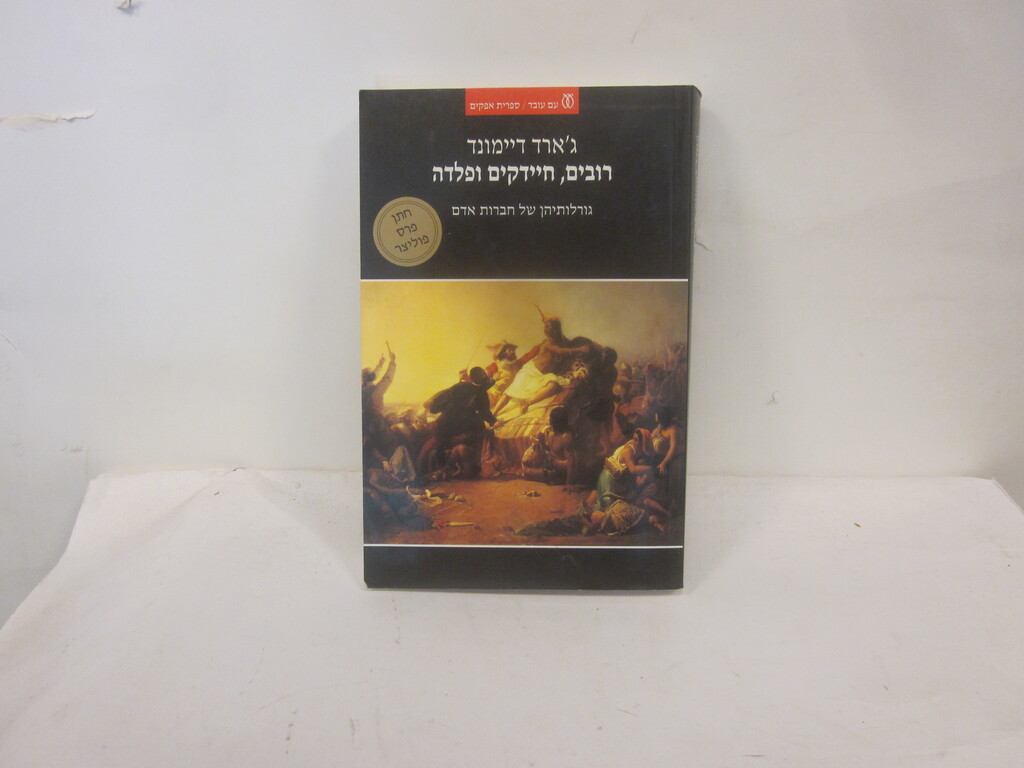 עם עובד / ספרית אפקים
ג'ארד דיימונד
רובים, חיידקים ופלדה
גורלותיהן של חברות אדם
חתן
פרס
פוליצר